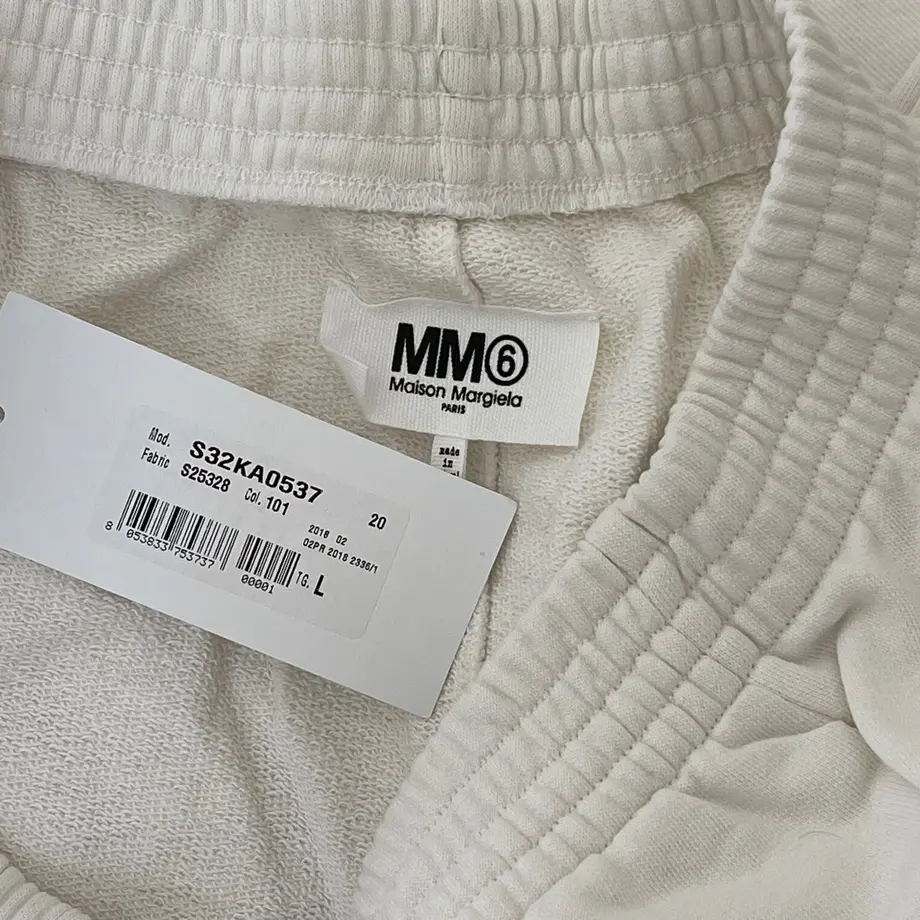 MM6
Maison Margiela
PARIS
made
in
Mod. S32KA0537
Fabric S25328 Col. 101
20
2018 02
02PR 2018 2336/1
8 053833 753737
00001
TG. L